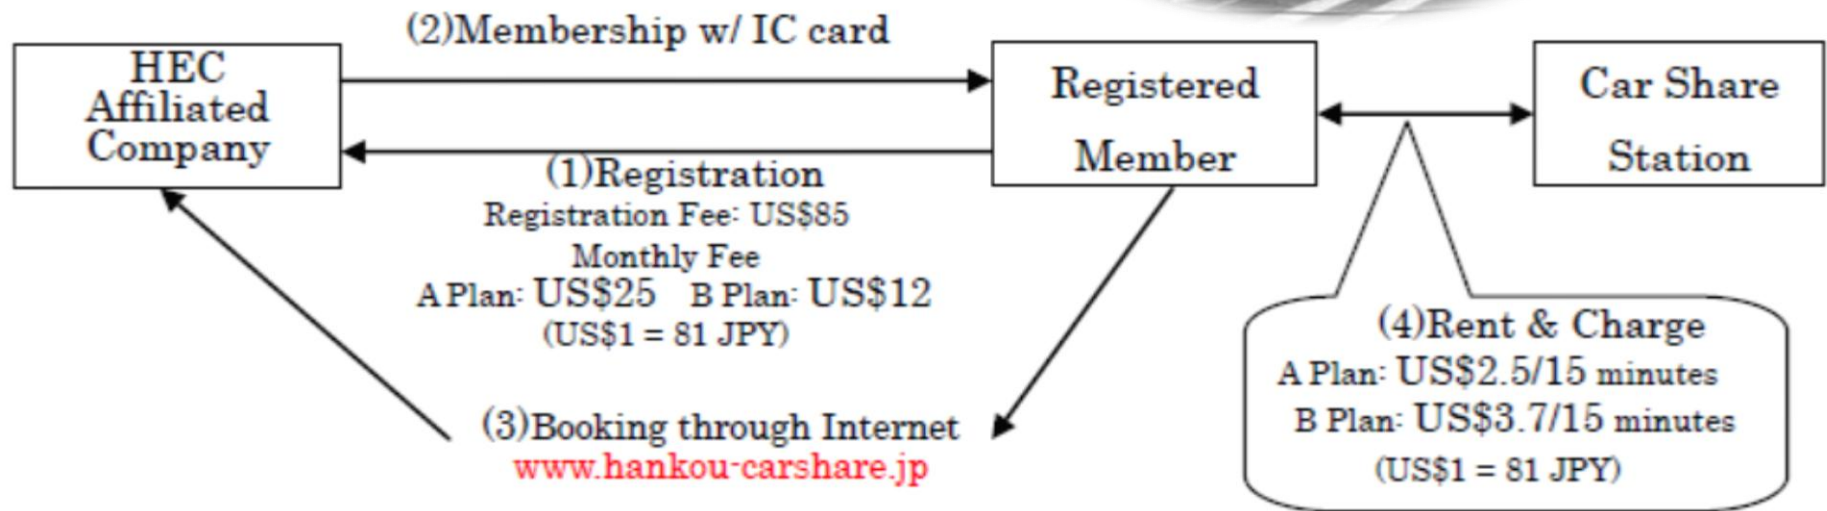 (2)Membership w/ IC card
HEC
Affiliated
Company
Registered
Member
Car Share
Station
(1)Registration
Registration Fee: US$85
Monthly Fee
A Plan: US$25 B Plan: US$12
(US$1 = 81 JPY)
(3)Booking through Internet
www.hankou-carshare.jp
(4)Rent & Charge
A Plan: US$2.5/15 minutes
B Plan: US$3.7/15 minutes
(US$1 = 81 JPY)